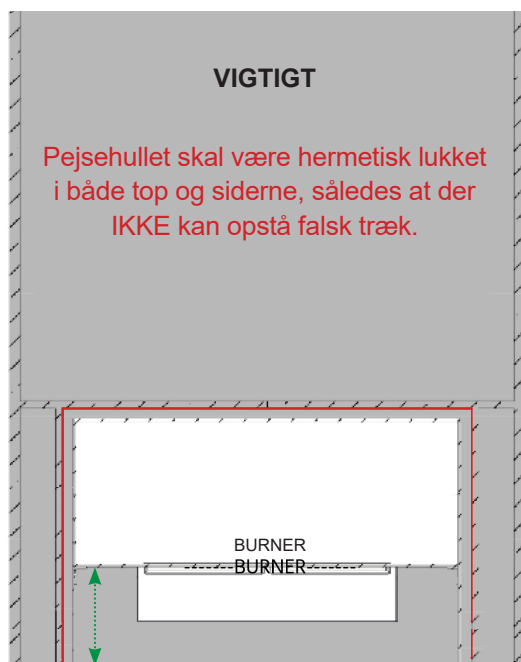 VIGTIGT
Pejsehullet skal være hermetisk lukket
i både top og siderne, således at der
IKKE kan opstå falsk træk.
BURNER
BURNER